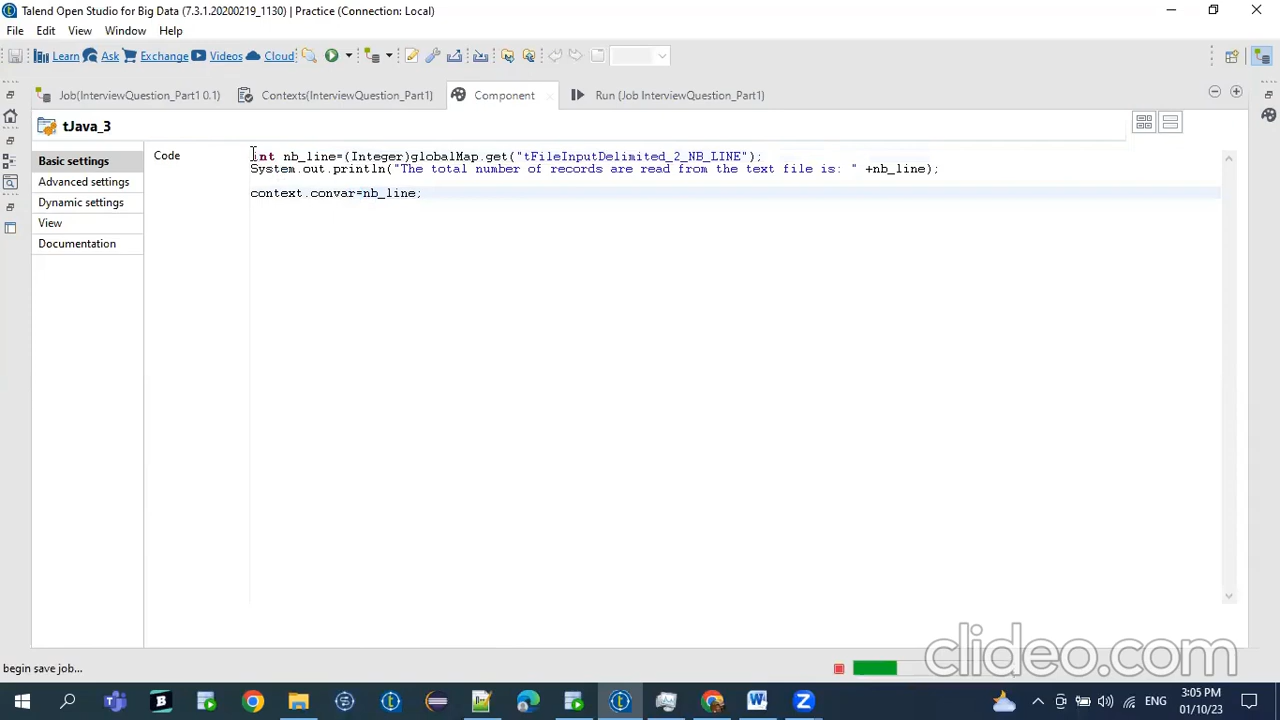 Talend Open Studio for Big Data (7.3.1.20200219_1130) | Practice (Connection: Local)
File Edit View Window Help
Learn Ask Exchange Videos Cloud
Job(InterviewQuestion_Part1 0.1) Contexts(InterviewQuestion_Part1) Component Run (Job InterviewQuestion_Part1)
tJava_3
Basic settings
Advanced settings
Dynamic settings
View
Documentation
Code
int nb_line=(Integer)globalMap.get("tFileInputDelimited_2_NB_LINE");
System.out.println("The total number of records are read from the text file is: " +nb_line);
context.convar=nb_line;
begin save job...
clideo.com
ENG
3:05 PM
01/10/23